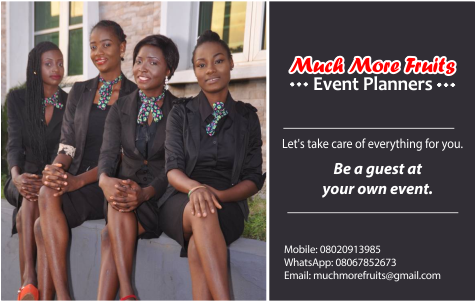 Much More Fruits
••• Event Planners •••
Let's take care of everything for you.
Be a guest at
your own event.
Mobile: 08020913985
WhatsApp: 08067852673
Email: muchmorefruits@gmail.com